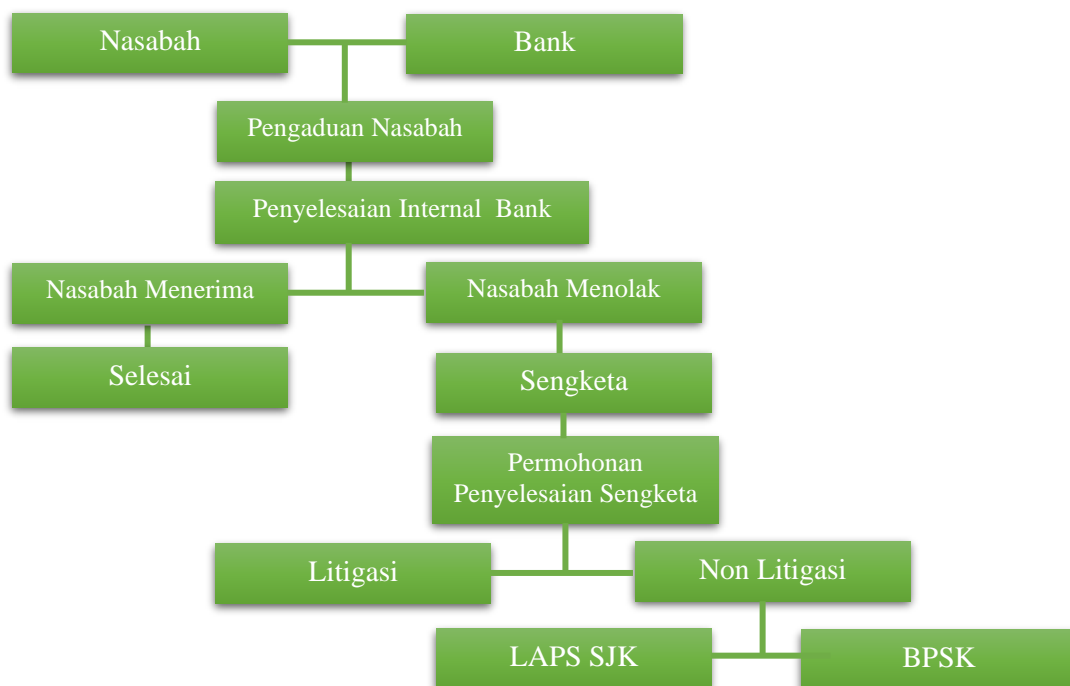 Nasabah
Bank
Pengaduan Nasabah
Penyelesaian Internal  Bank
Nasabah Menerima
Nasabah Menolak
Selesai
Sengketa
Permohonan
Penyelesaian Sengketa
Litigasi
Non Litigasi
LAPS SJK
BPSK